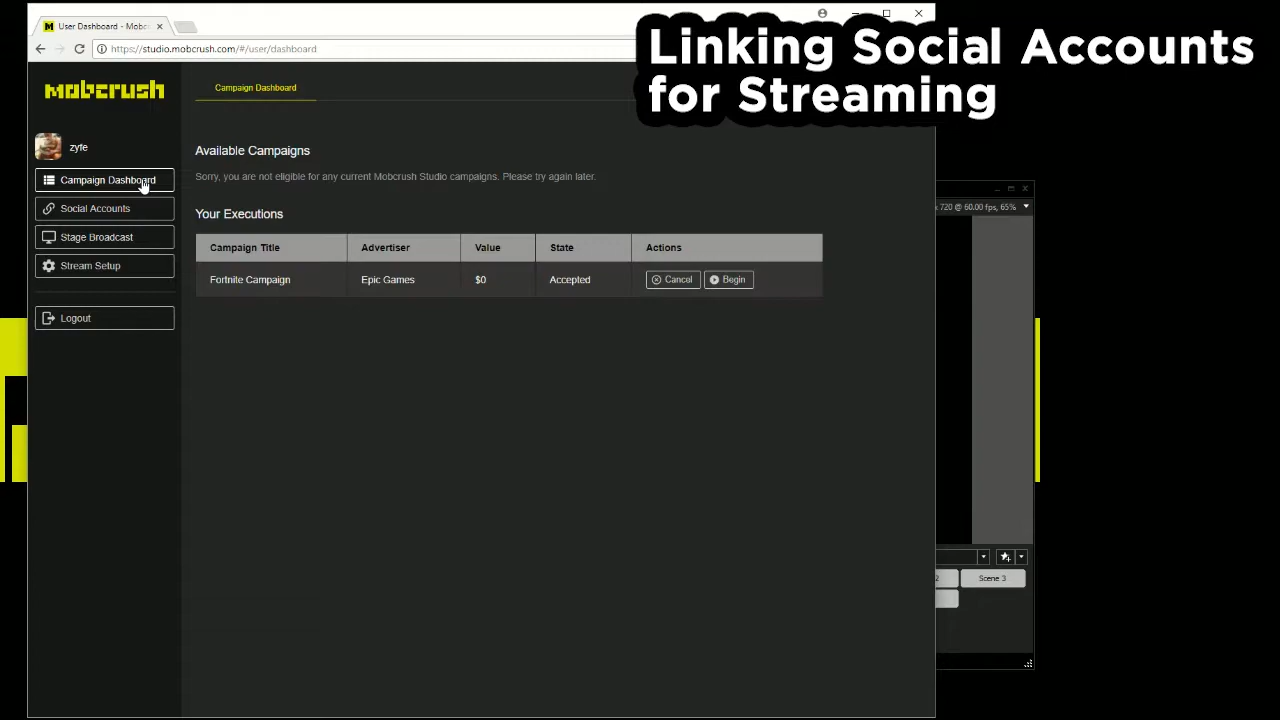 User Dashboard - Mobc
https://studio.mobcrush.com/#/user/dashboard
Linking Social Accounts
for Streaming
mobcrush
Campaign Dashboard
zyfe
Campaign Dashboard
Social Accounts
Stage Broadcast
Stream Setup
Logout
Available Campaigns
Sorry, you are not eligible for any current Mobcrush Studio campaigns. Please try again later.
Your Executions
Campaign Title Advertiser Value State Actions
Fortnite Campaign Epic Games $0 Accepted Cancel Begin
x 720 @ 60.00 fps, 65%
2 Scene 3